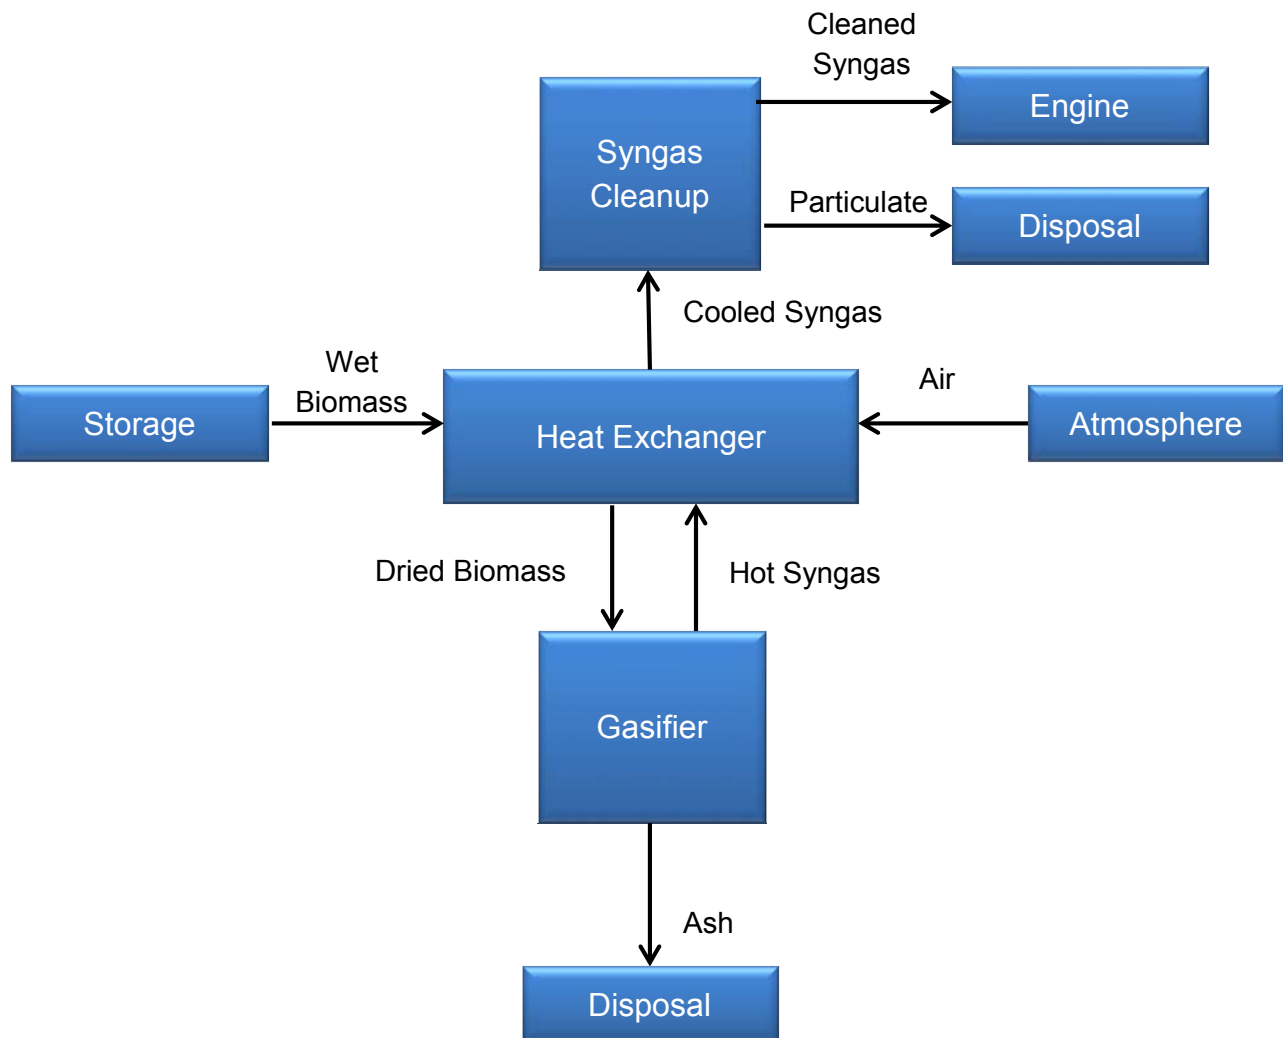 Cleaned
Syngas
Engine
Syngas
Cleanup
Particulate
Disposal
Cooled Syngas
Wet
Biomass
Air
Storage
Heat Exchanger
Atmosphere
Dried Biomass
Hot Syngas
Gasifier
Ash
Disposal